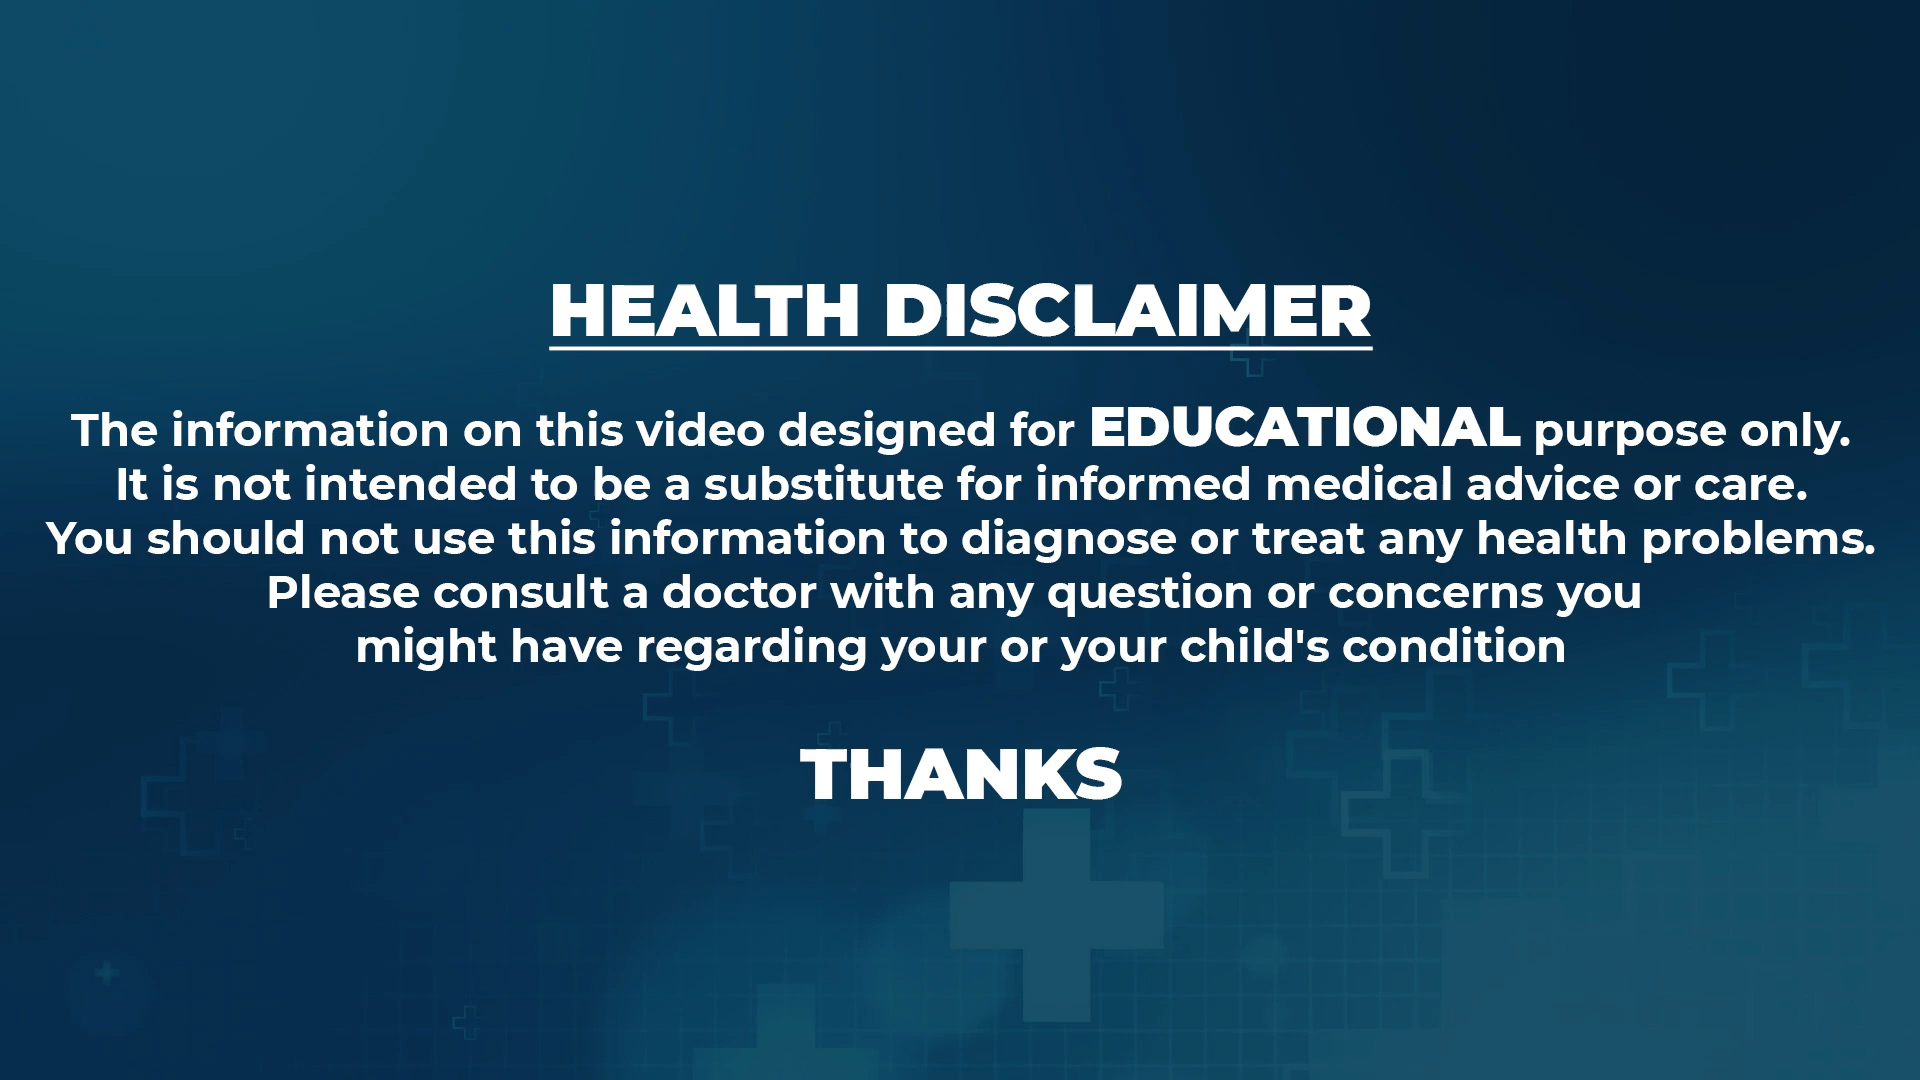 HEALTH DISCLAIMER
The information on this video designed for EDUCATIONAL purpose only.
It is not intended to be a substitute for informed medical advice or care.
You should not use this information to diagnose or treat any health problems.
Please consult a doctor with any question or concerns you
might have regarding your or your child's condition
THANKS